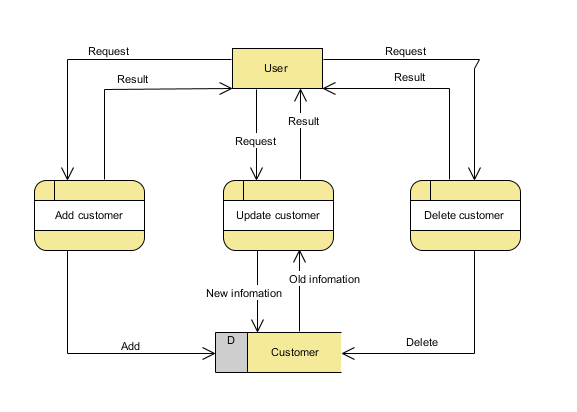 Request
User
Request
Result
Result
Result
Request
Add customer
Update customer
Delete customer
Old infomation
New infomation
D
Customer
Add
Delete